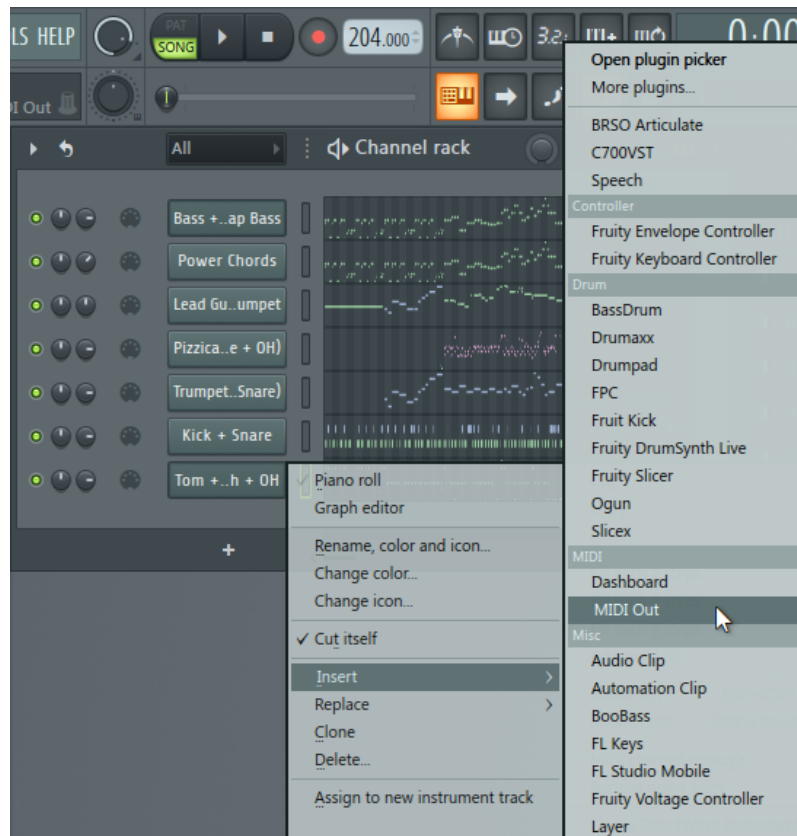 LS HELP
PAT
SONG
204.000
3.2
0:00
I Out
All
Channel rack
Bass +..ap Bass
Power Chords
Lead Gu..umpet
Pizzica..e + OH)
Trumpet..Snare)
Kick + Snare
Tom +..h + OH
+
Piano roll
Graph editor
Rename, color and icon...
Change color...
Change icon...
Cut itself
Insert
Replace
Clone
Delete...
Assign to new instrument track
Open plugin picker
More plugins...
BRSO Articulate
C700VST
Speech
Controller
Fruity Envelope Controller
Fruity Keyboard Controller
Drum
BassDrum
Drumaxx
Drumpad
FPC
Fruit Kick
Fruity DrumSynth Live
Fruity Slicer
Ogun
Slicex
MIDI
Dashboard
MIDI Out
Misc
Audio Clip
Automation Clip
BooBass
FL Keys
FL Studio Mobile
Fruity Voltage Controller
Layer